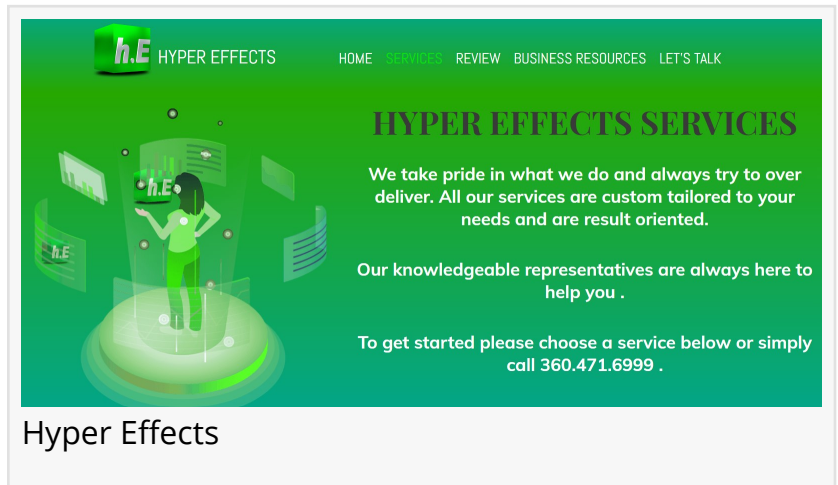 h.E HYPER EFFECTS
HOME SERVICES REVIEW BUSINESS RESOURCES LET'S TALK
HYPER EFFECTS SERVICES
We take pride in what we do and always try to over
deliver. All our services are custom tailored to your
needs and are result oriented.
Our knowledgeable representatives are always here to
help you .
To get started please choose a service below or simply
call 360.471.6999 .
h.E
h.E
Hyper Effects